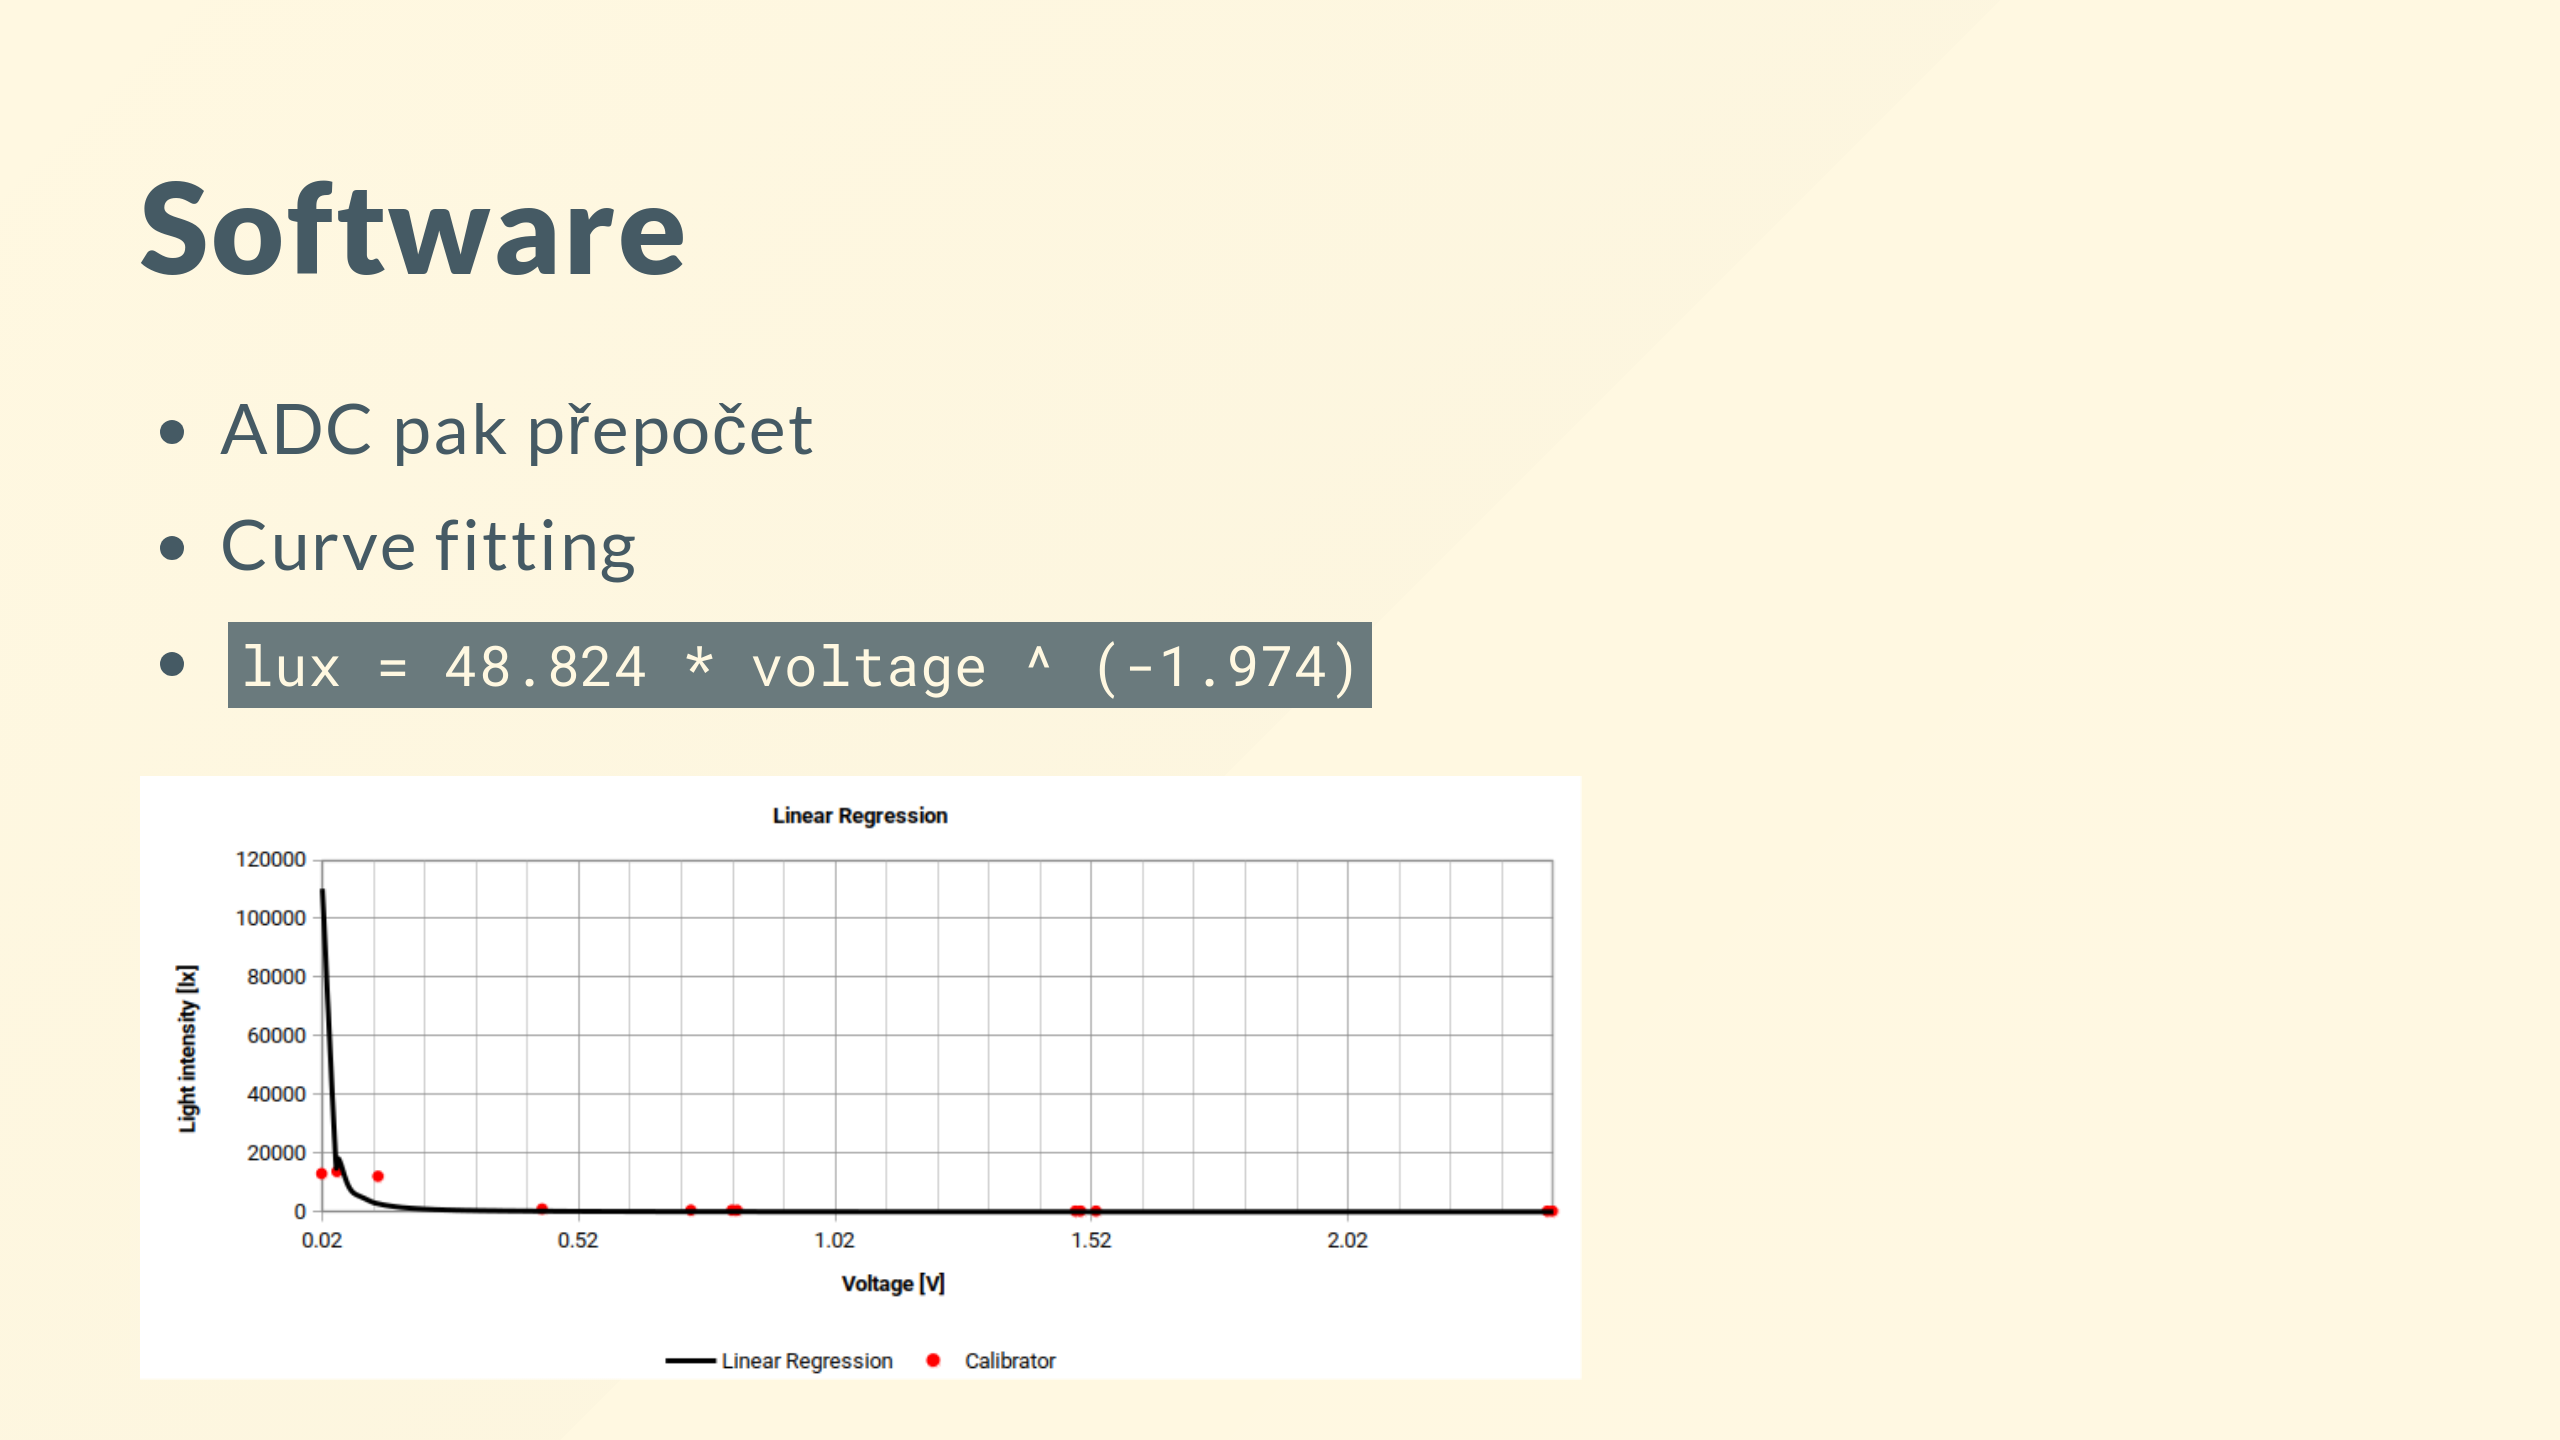 Software
ADC pak přepočet
Curve fitting
lux = 48.824 * voltage ^ (-1.974)
Linear Regression
120000
100000
80000
60000
40000
20000
0
Light intensity [lx]
0.02 0.52 1.02 1.52 2.02
Voltage [V]
Linear Regression Calibrator